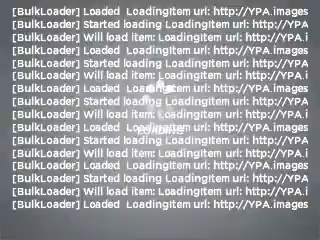 [BulkLoader] Loaded  LoadingItem url: http://YPA.images
[BulkLoader] Started loading LoadingItem url: http://YPA
[BulkLoader] Will load item: LoadingItem url: http://YPA.i
[BulkLoader] Loaded  LoadingItem url: http://YPA.images
[BulkLoader] Started loading LoadingItem url: http://YPA
[BulkLoader] Will load item: LoadingItem url: http://YPA.i
[BulkLoader] Loaded  LoadingItem url: http://YPA.images
[BulkLoader] Started loading LoadingItem url: http://YPA
[BulkLoader] Will load item: LoadingItem url: http://YPA.i
[BulkLoader] Loaded  LoadingItem url: http://YPA.images
[BulkLoader] Started loading LoadingItem url: http://YPA
[BulkLoader] Will load item: LoadingItem url: http://YPA.i
[BulkLoader] Loaded  LoadingItem url: http://YPA.images
[BulkLoader] Started loading LoadingItem url: http://YPA
[BulkLoader] Will load item: LoadingItem url: http://YPA.i
[BulkLoader] Loaded  LoadingItem url: http://YPA.images